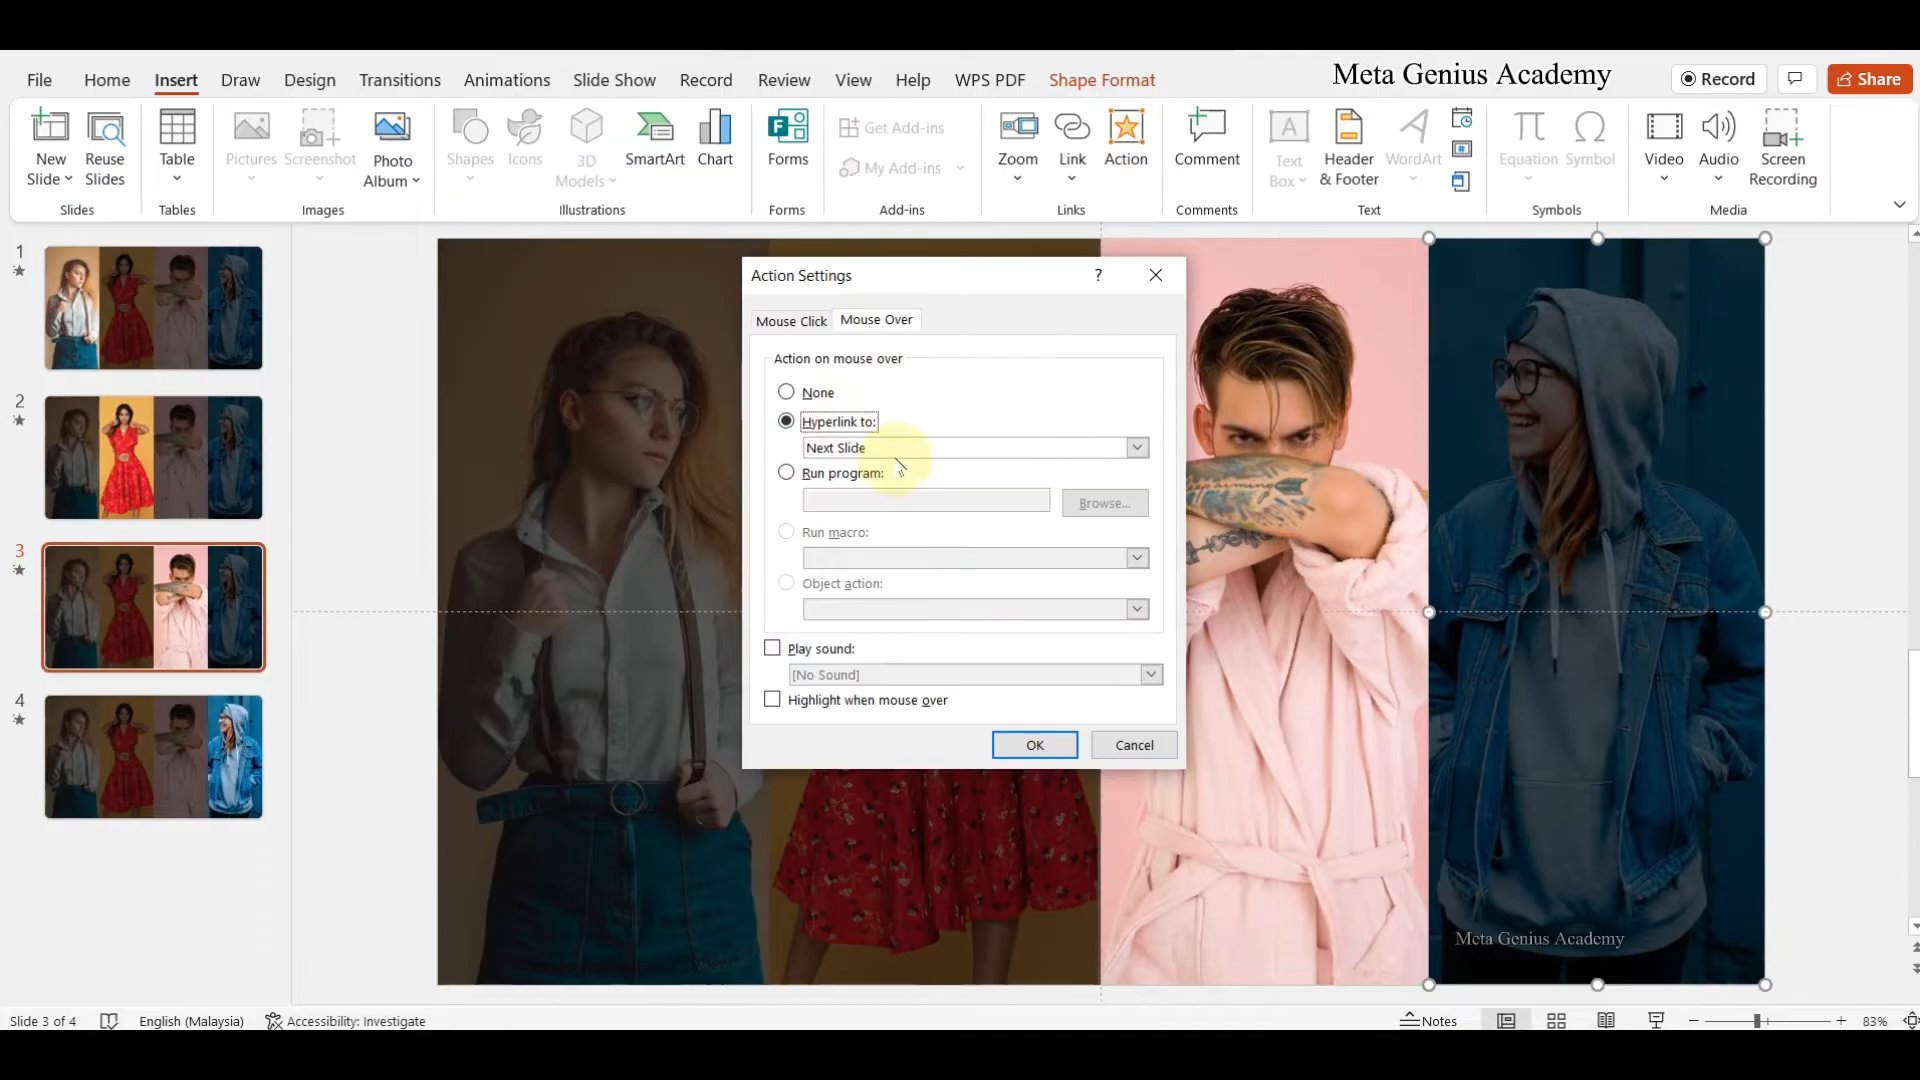 File Home Insert Draw Design Transitions Animations Slide Show Record Review View Help WPS PDF Shape Format
Meta Genius Academy
Record
Share
New
Slide
Reuse
Slides
Table
Pictures
Screenshot
Photo
Album
Shapes
Icons
3D
Models
SmartArt
Chart
Forms
Get Add-ins
My Add-ins
Zoom
Link
Action
Comment
Text
Box
Header
& Footer
WordArt
Equation
Symbol
Video
Audio
Screen
Recording
Slides
Tables
Images
Illustrations
Forms
Add-ins
Links
Comments
Text
Symbols
Media
1
2
3
4
Action Settings
?
Mouse Click
Mouse Over
Action on mouse over
None
Hyperlink to:
Next Slide
Run program:
Browse...
Run macro:
Object action:
Play sound:
[No Sound]
Highlight when mouse over
OK
Cancel
Meta Genius Academy
Slide 3 of 4
English (Malaysia)
Accessibility: Investigate
Notes
83%